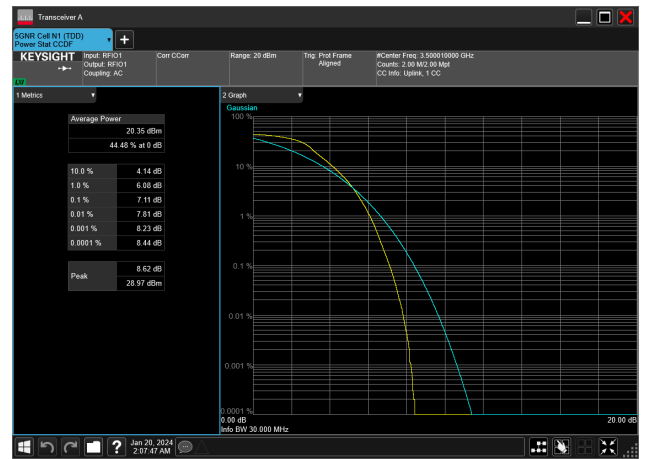 Transceiver A
5GNR Cell N1 (TDD)
Power Stat CCDF
KEYSIGHT
LXI
Input: RFIO1
Output: RFIO1
Coupling: AC
Corr CCorr
Range: 20 dBm
Trig: Prot Frame
Aligned
#Center Freq: 3.500010000 GHz
Counts: 2.00 M/2.00 Mpt
CC Info: Uplink, 1 CC
1 Metrics
Average Power
20.35 dBm
44.48 % at 0 dB
10.0 % 4.14 dB
1.0 % 6.08 dB
0.1 % 7.11 dB
0.01 % 7.81 dB
0.001 % 8.23 dB
0.0001 % 8.44 dB
Peak
8.62 dB
28.97 dBm
2 Graph
Gaussian
100 %
10 %
1 %
0.1 %
0.01 %
0.001 %
0.0001 %
0.00 dB 20.00 dB
Info BW 30.000 MHz
Jan 20, 2024
2:07:47 AM